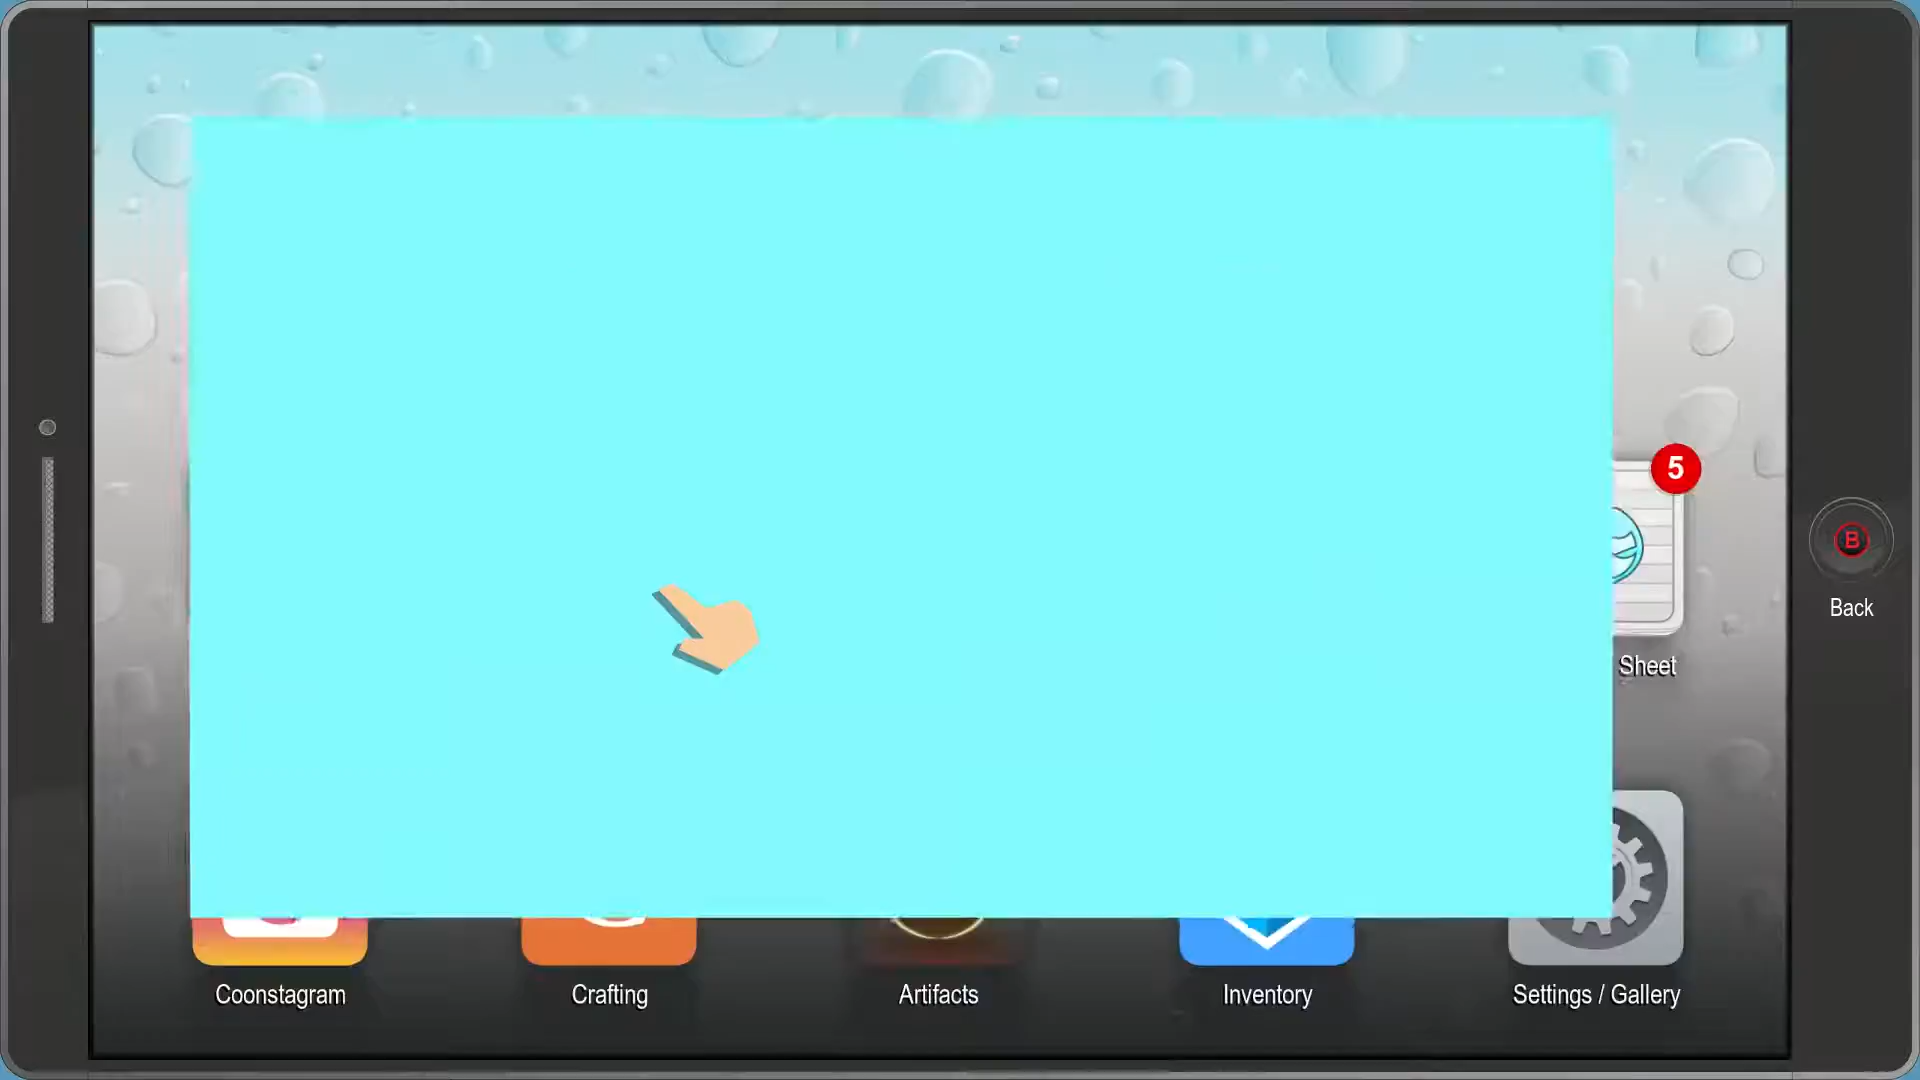 5
B
Back
Sheet
Coonstagram
Crafting
Artifacts
Inventory
Settings / Gallery